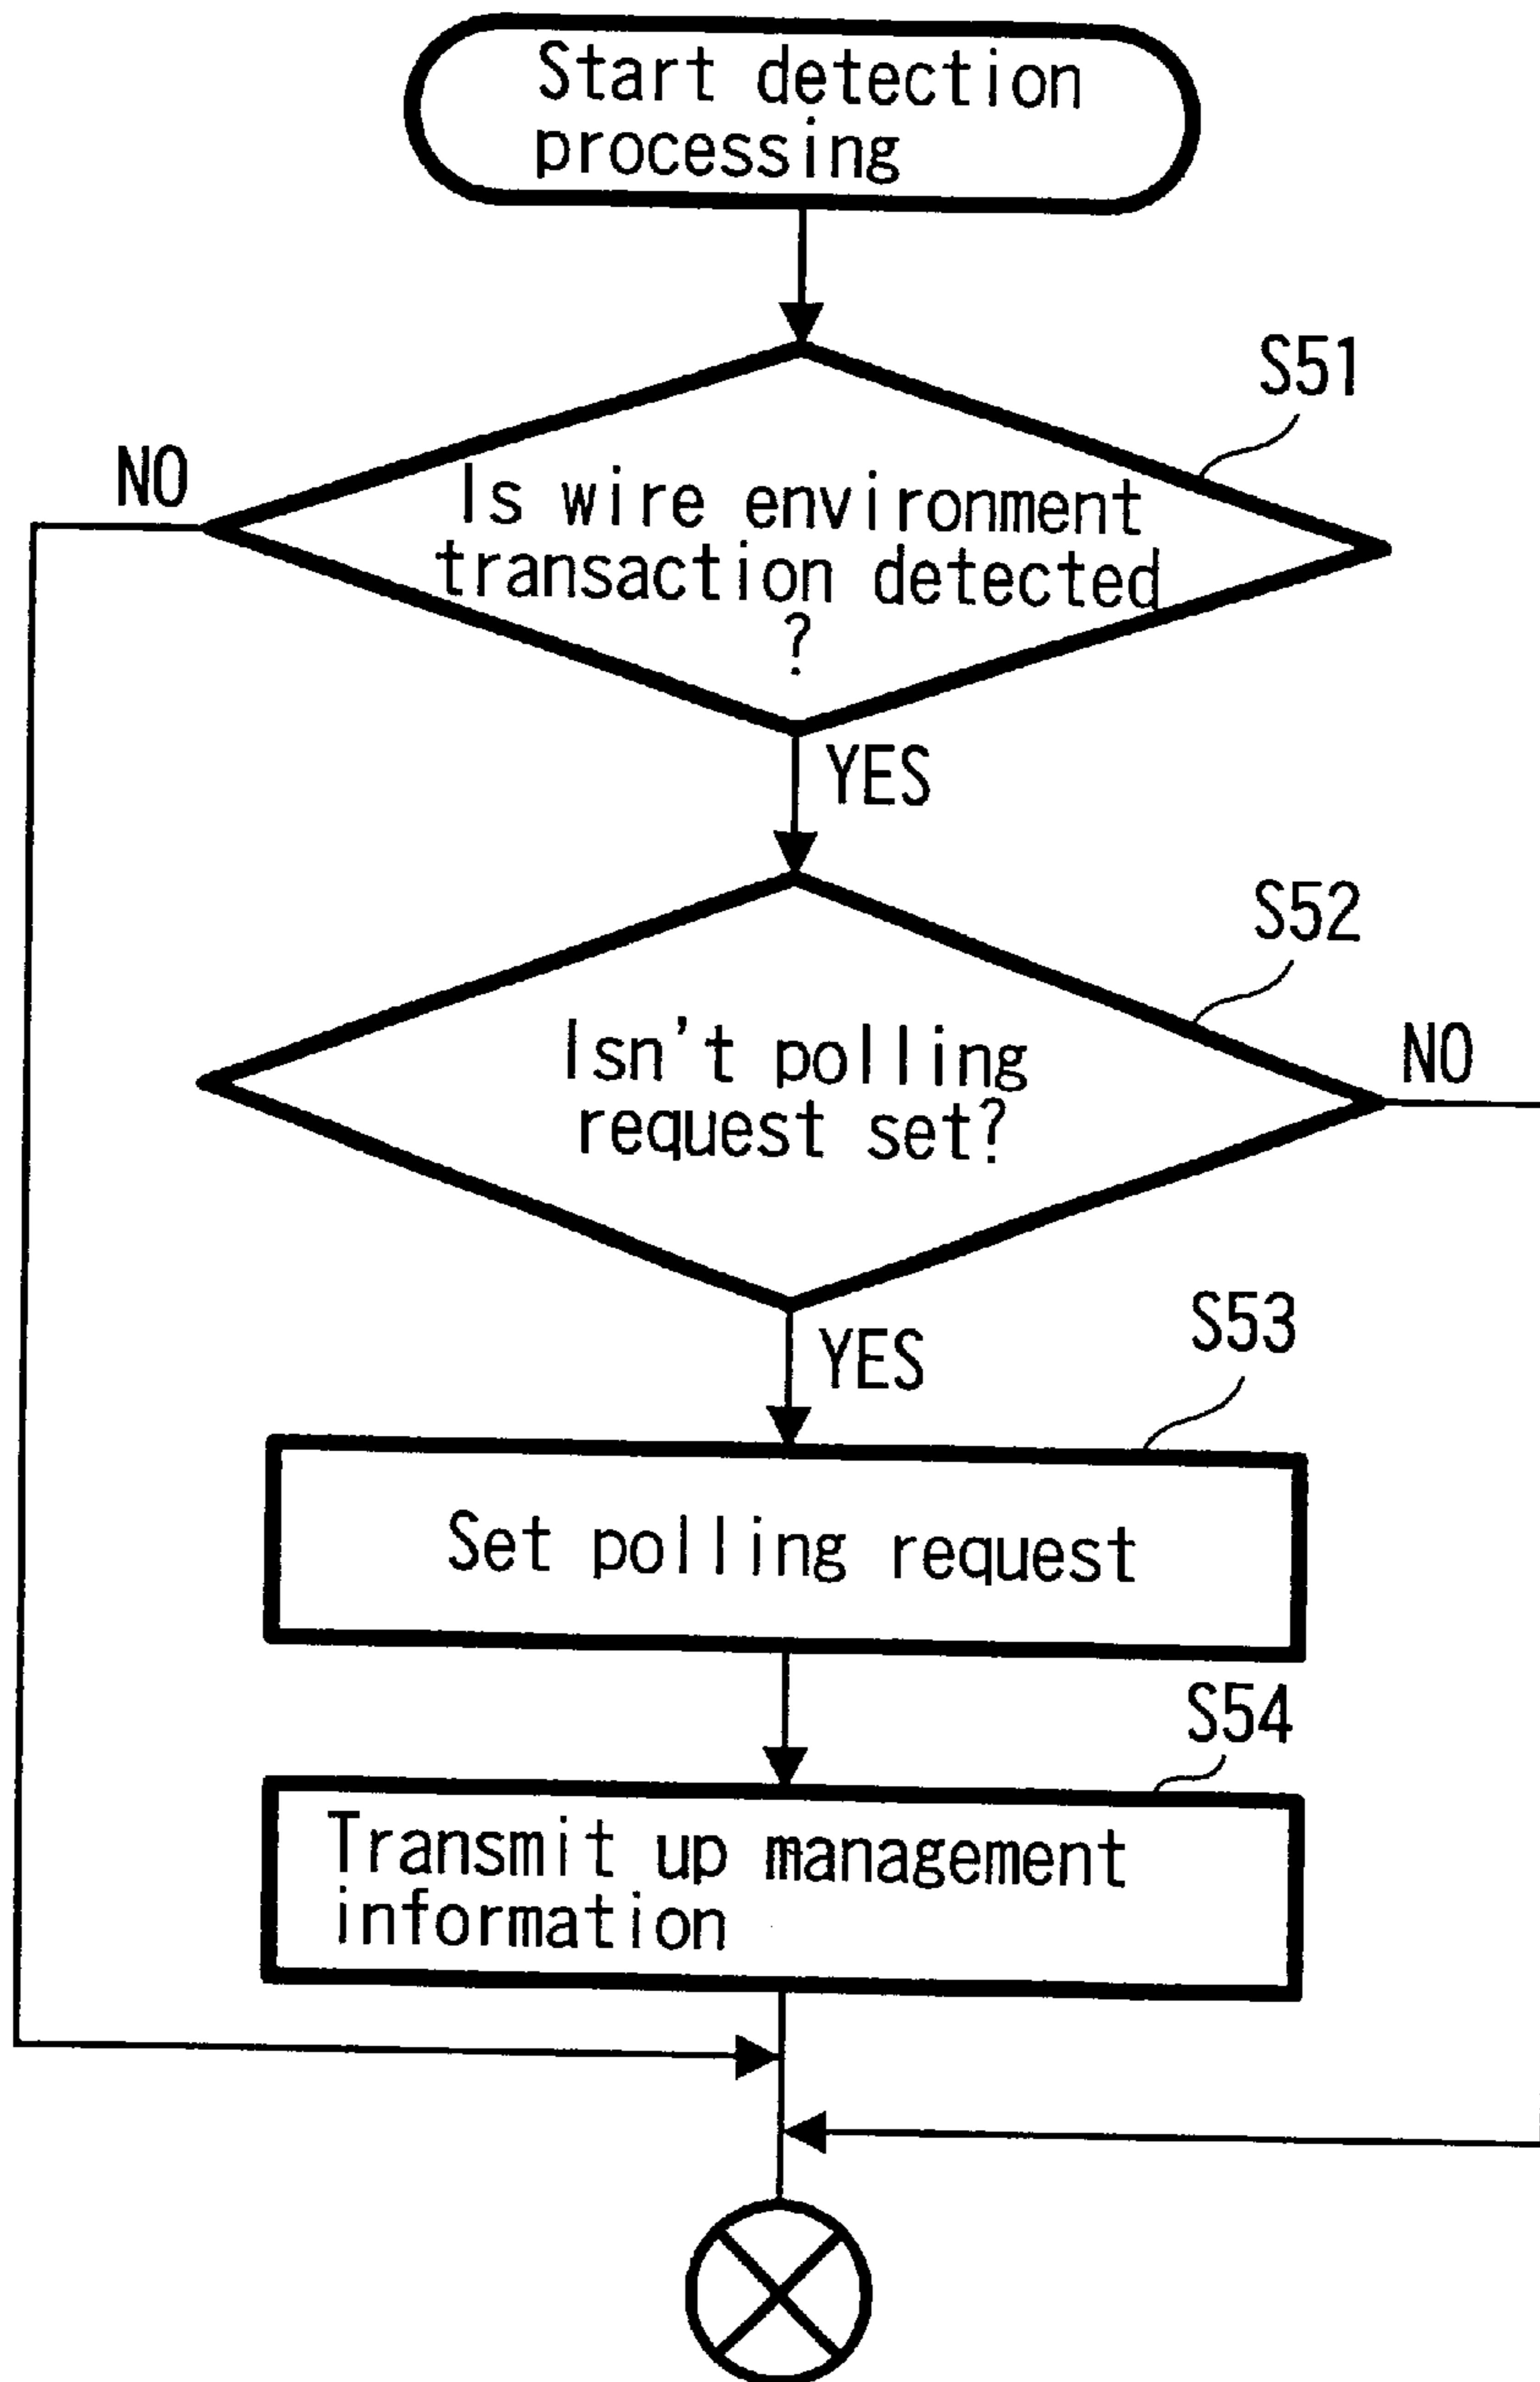 Start detection
processing
S51
NO
Is wire environment
transaction detected
?
YES
S52
Isn't polling
request set?
NO
YES
S53
Set polling request
S54
Transmit up management
information